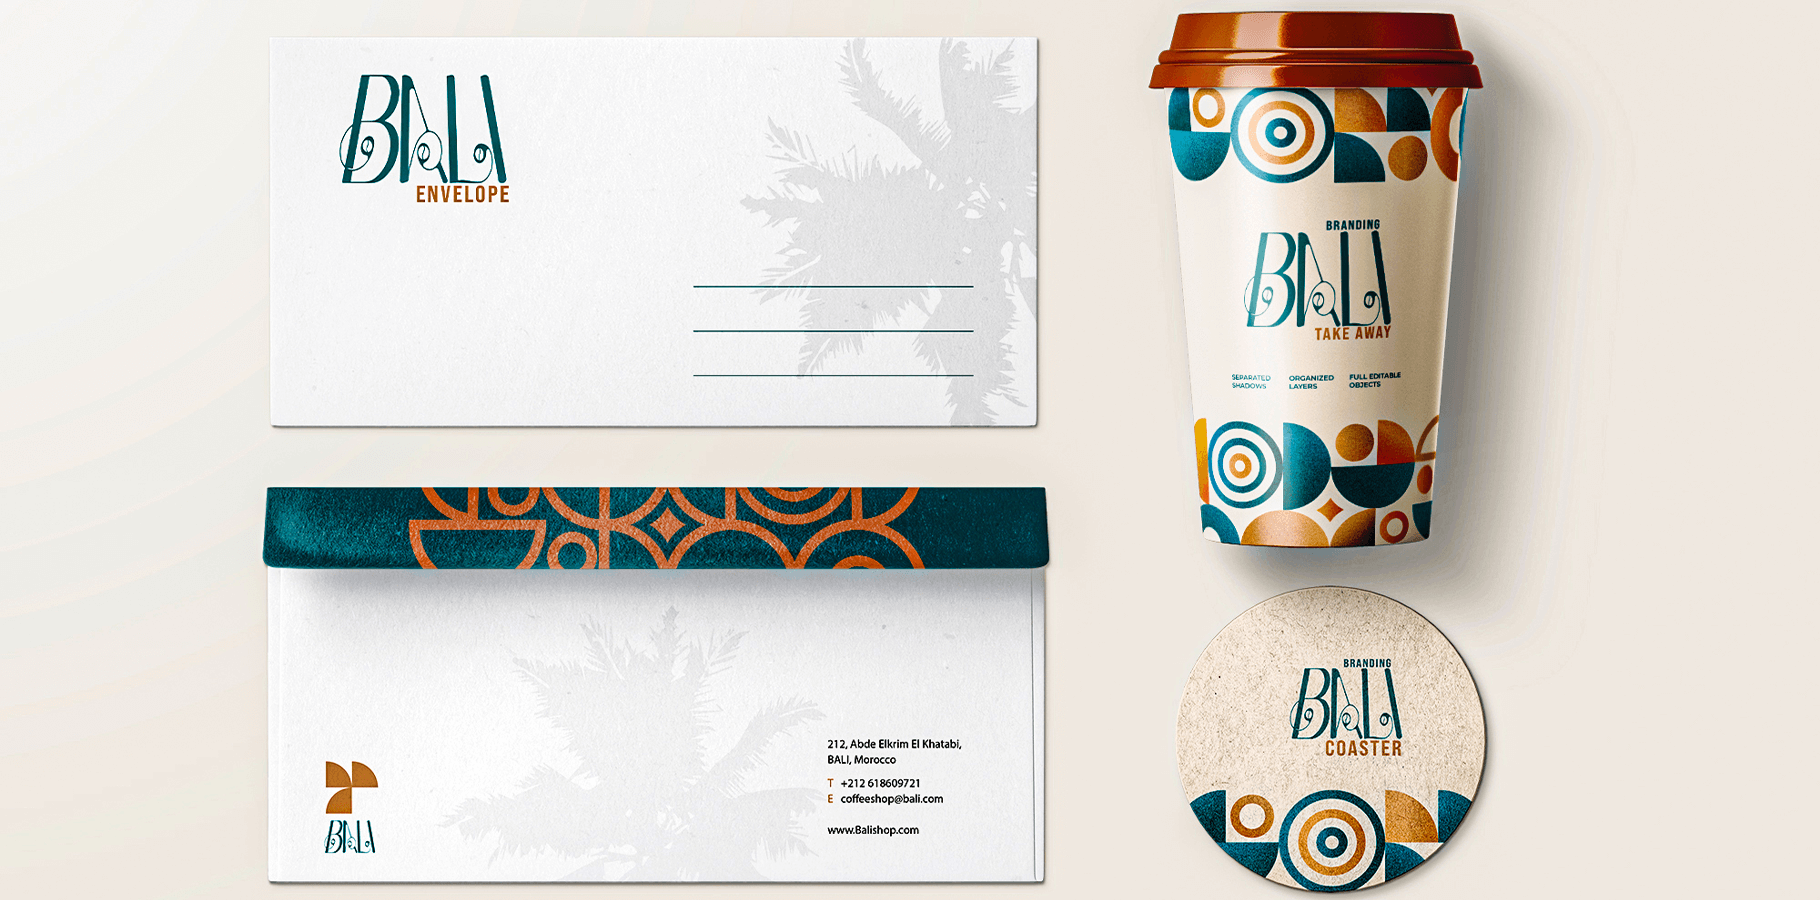 BALI
ENVELOPE
BRANDING
BALI
TAKE AWAY
SEPARATED
SHADOWS
ORGANIZED
LAYERS
FULL EDITABLE
OBJECTS
212, Abde Elkrim El Khatabi,
BALI, Morocco
T +212 618609721
E coffeeshop@bali.com
www.Balishop.com
BALI
BRANDING
BALI
COASTER